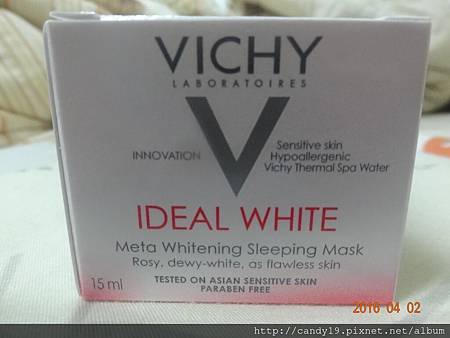 VICHY
LABORATOIRES
INNOVATION
V
Sensitive skin
Hypoallergenic
Vichy Thermal Spa Water
IDEAL WHITE
Meta Whitening Sleeping Mask
Rosy, dewy-white, as flawless skin
15 ml
TESTED ON ASIAN SENSITIVE SKIN
PARABEN FREE
2016 04 02
http://candy19.pixnet.net/album